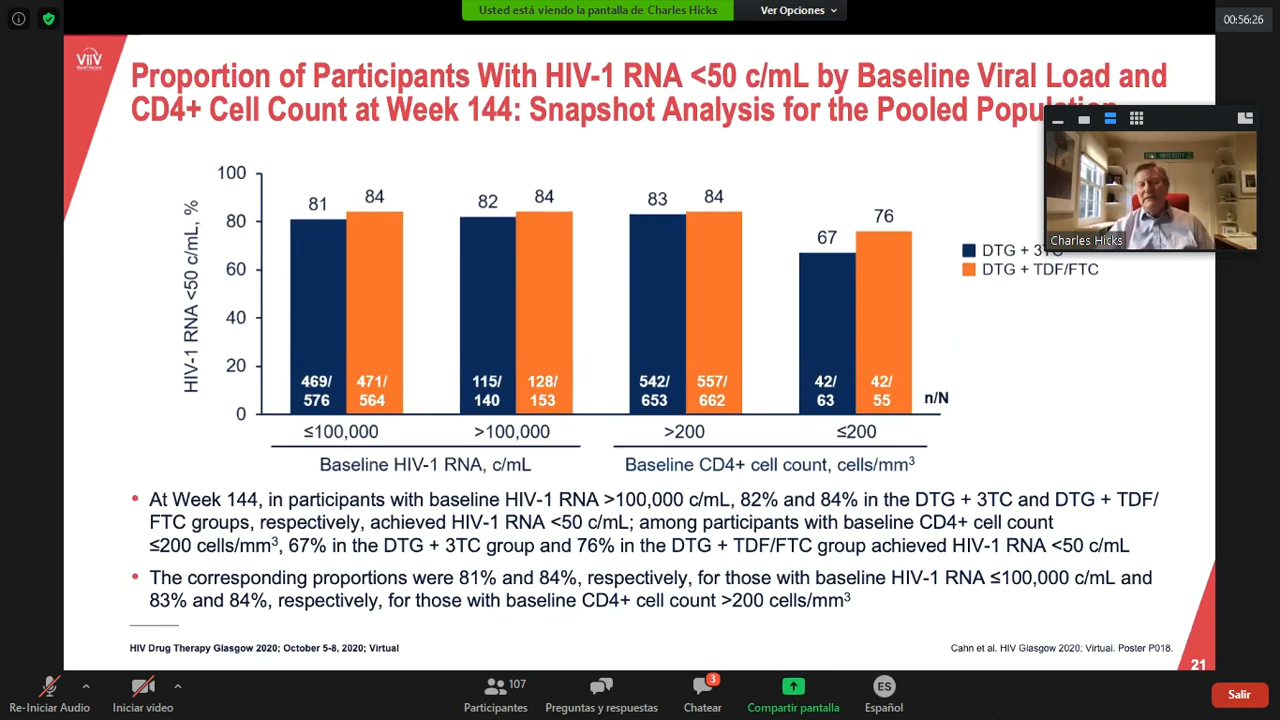 Usted está viendo la pantalla de Charles Hicks
Ver Opciones
00:56:26
ViiV
Proportion of Participants With HIV-1 RNA <50 c/mL by Baseline Viral Load and
CD4+ Cell Count at Week 144: Snapshot Analysis for the Pooled Population
Charles Hicks
HIV-1 RNA <50 c/mL, %
100
80
60
40
20
0
81
84
82
84
83
84
67
76
469/
576
471/
564
115/
140
128/
153
542/
653
557/
662
42/
63
42/
55
n/N
≤100,000
>100,000
>200
≤200
Baseline HIV-1 RNA, c/mL
Baseline CD4+ cell count, cells/mm³
DTG + 3TC
DTG + TDF/FTC
• At Week 144, in participants with baseline HIV-1 RNA >100,000 c/mL, 82% and 84% in the DTG + 3TC and DTG + TDF/
FTC groups, respectively, achieved HIV-1 RNA <50 c/mL; among participants with baseline CD4+ cell count
≤200 cells/mm³, 67% in the DTG + 3TC group and 76% in the DTG + TDF/FTC group achieved HIV-1 RNA <50 c/mL
• The corresponding proportions were 81% and 84%, respectively, for those with baseline HIV-1 RNA ≤100,000 c/mL and
83% and 84%, respectively, for those with baseline CD4+ cell count >200 cells/mm³
HIV Drug Therapy Glasgow 2020; October 5-8, 2020; Virtual
Cahn et al. HIV Glasgow 2020; Virtual. Poster P018.
21
Re-Iniciar Audio
Iniciar video
107
Participantes
Preguntas y respuestas
3
Chatear
Compartir pantalla
ES
Español
Salir